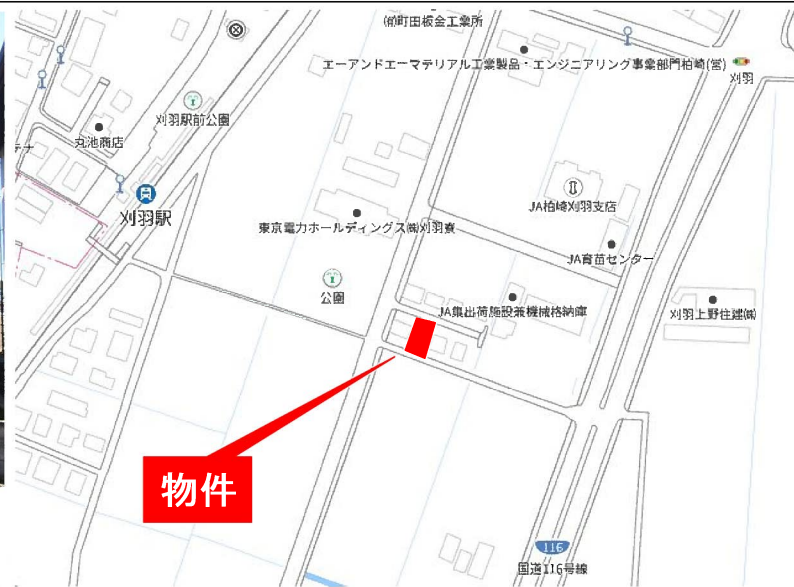 ㈲町田板金工業所
エーアンドエーマテリアル工業製品・エンジニアリング事業部門柏崎(営)
刈羽
刈羽駅前公園
丸池商店
テナ
刈羽駅
JA柏崎刈羽支店
東京電力ホールディングス㈱刈羽寮
JA育苗センター
公園
JA集出荷施設兼機械格納庫
刈羽上野住建㈱
物件
116
国道116号線